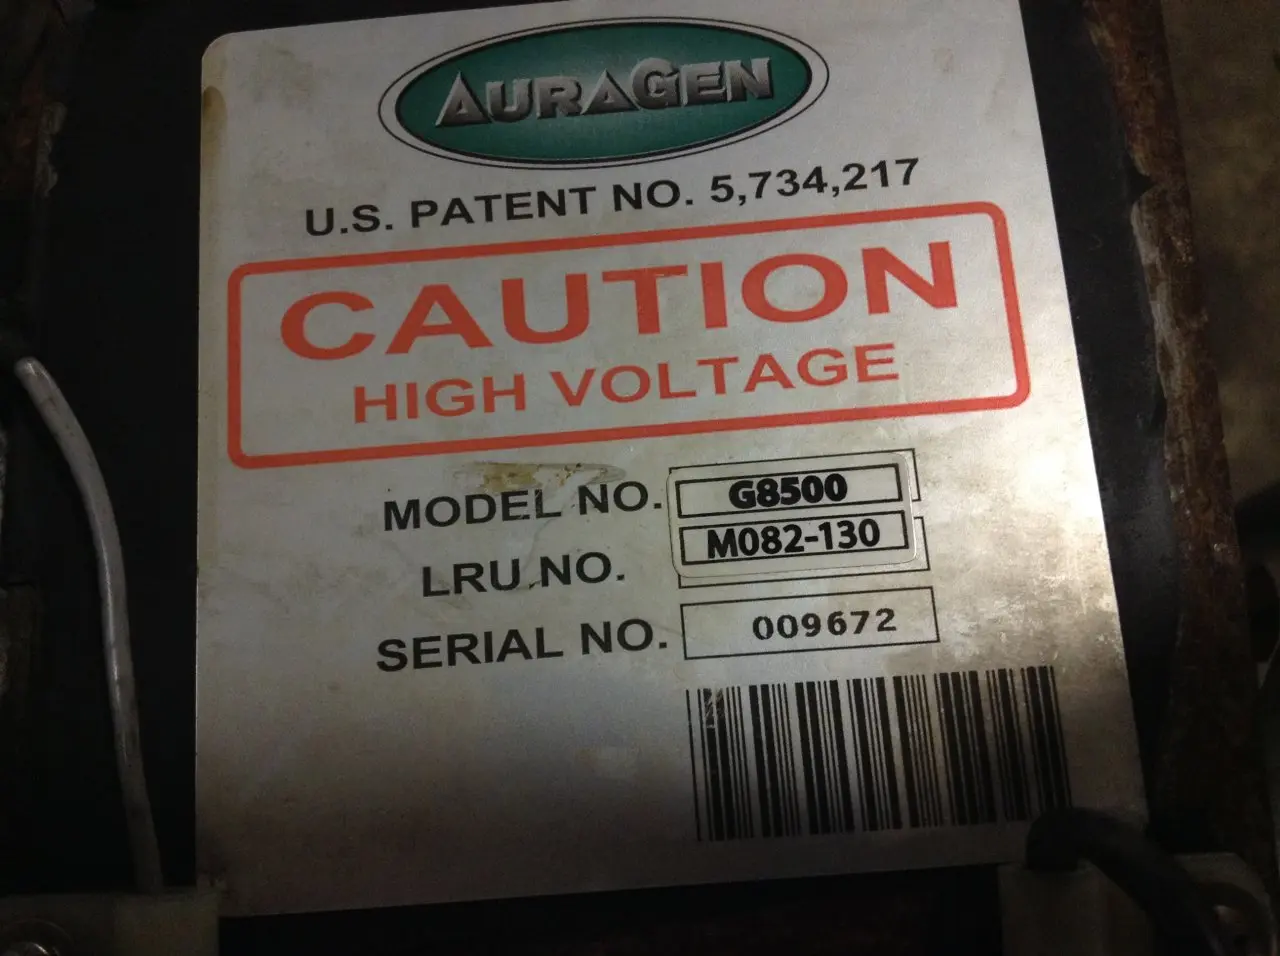 AURAGEN
U.S. PATENT NO. 5,734,217
CAUTION
HIGH VOLTAGE
MODEL NO. G8500
LRU NO. M082-130
SERIAL NO. 009672